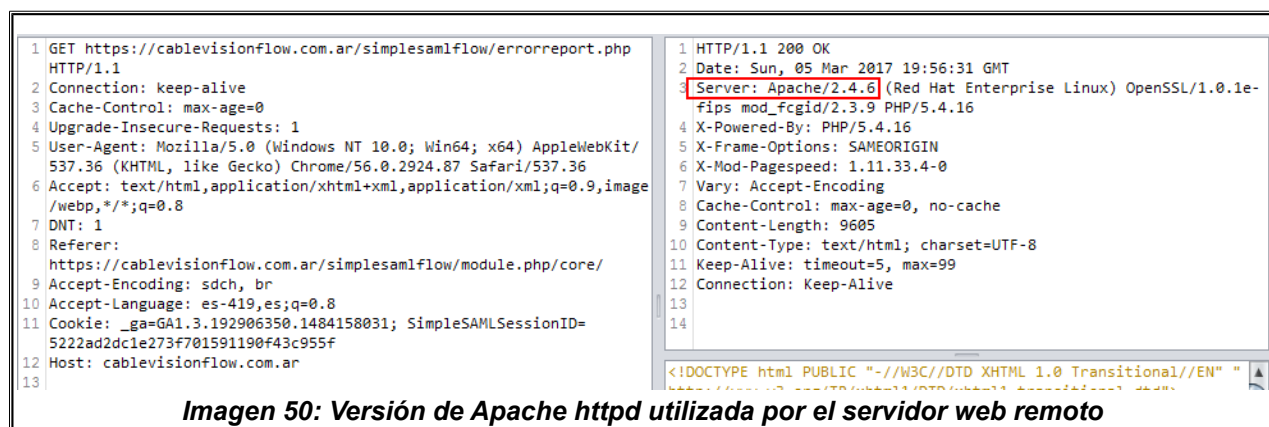 1 GET https://cablevisionflow.com.ar/simplesamlflow/errorreport.php
HTTP/1.1
2 Connection: keep-alive
3 Cache-Control: max-age=0
4 Upgrade-Insecure-Requests: 1
5 User-Agent: Mozilla/5.0 (Windows NT 10.0; Win64; x64) AppleWebKit/
537.36 (KHTML, like Gecko) Chrome/56.0.2924.87 Safari/537.36
6 Accept: text/html,application/xhtml+xml,application/xml;q=0.9,image
/webp,*/*;q=0.8
7 DNT: 1
8 Referer:
https://cablevisionflow.com.ar/simplesamlflow/module.php/core/
9 Accept-Encoding: sdch, br
10 Accept-Language: es-419,es;q=0.8
11 Cookie: _ga=GA1.3.192906350.1484158031; SimpleSAMLSessionID=
5222ad2dc1e273f701591190f43c955f
12 Host: cablevisionflow.com.ar
13
1 HTTP/1.1 200 OK
2 Date: Sun, 05 Mar 2017 19:56:31 GMT
3 Server: Apache/2.4.6 (Red Hat Enterprise Linux) OpenSSL/1.0.1e-
fips mod_fcgid/2.3.9 PHP/5.4.16
4 X-Powered-By: PHP/5.4.16
5 X-Frame-Options: SAMEORIGIN
6 X-Mod-Pagespeed: 1.11.33.4-0
7 Vary: Accept-Encoding
8 Cache-Control: max-age=0, no-cache
9 Content-Length: 9605
10 Content-Type: text/html; charset=UTF-8
11 Keep-Alive: timeout=5, max=99
12 Connection: Keep-Alive
13
14
<!DOCTYPE html PUBLIC "-//W3C//DTD XHTML 1.0 Transitional//EN" "
Imagen 50: Versión de Apache httpd utilizada por el servidor web remoto